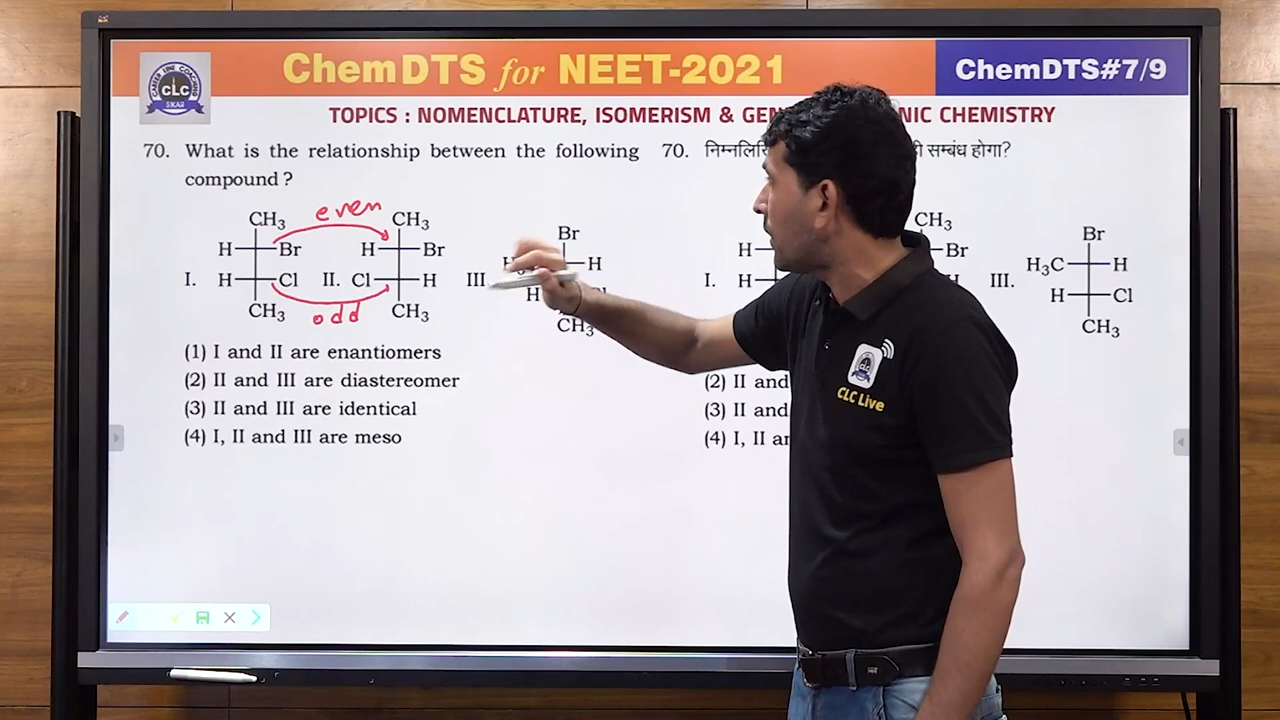 CAREER LINE COACHING
CLC
SIKAR
ChemDTS for NEET-2021
ChemDTS#7/9
TOPICS : NOMENCLATURE, ISOMERISM & GEN NIC CHEMISTRY
70. What is the relationship between the following
compound ?
I. CH3
H Br
H Cl
CH3
even
odd
II. CH3
H Br
Cl H
CH3
III. Br
H
H
CH3
(1) I and II are enantiomers
(2) II and III are diastereomer
(3) II and III are identical
(4) I, II and III are meso
70. सम्बंध होगा?
I. H
H
CH3
Br
H
III. Br
H3C H
H Cl
CH3
(2) II and
(3) II and
(4) I, II
CLC Live